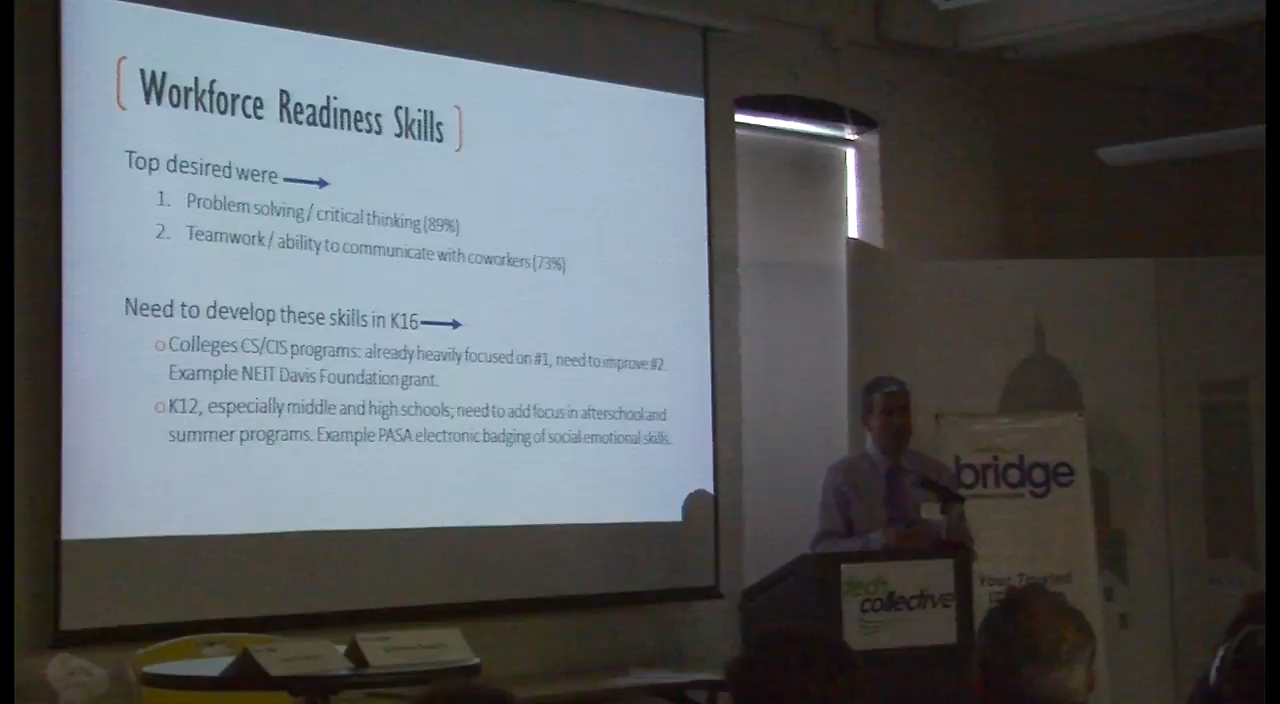 [ Workforce Readiness Skills ]
Top desired were
1. Problem solving / critical thinking (89%)
2. Teamwork / ability to communicate with coworkers (73%)
Need to develop these skills in K16
o Colleges CS/CIS programs: already heavily focused on #1, need to improve #2.
Example NEIT Davis Foundation grant.
o K12, especially middle and high schools; need to add focus in afterschool and
summer programs. Example PASA electronic badging of social emotional skills.
bridge
Your Trusted
tech
collective